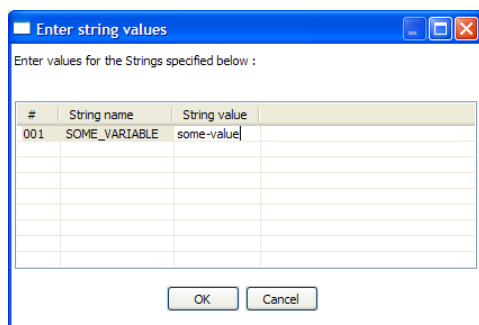 Enter string values
Enter values for the Strings specified below :
# String name String value
001 SOME_VARIABLE some-value
OK Cancel